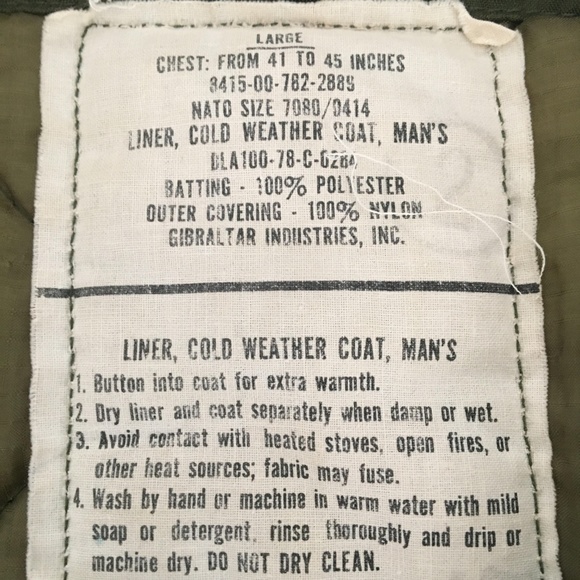 LARGE
CHEST: FROM 41 TO 45 INCHES
8415-00-782-2889
NATO SIZE 7080/0414
LINER, COLD WEATHER COAT, MAN'S
BATTING - 100% POLYESTER
OUTER COVERING - 100% NYLON
GIBRALTAR INDUSTRIES, INC.
LINER, COLD WEATHER COAT, MAN'S
1. Button into coat for extra warmth.
2. Dry liner and coat separately when damp or wet.
3. Avoid contact with heated stoves, open fires, or
other heat sources; fabric may fuse.
4. Wash by hand or machine in warm water with mild
soap or detergent, rinse thoroughly and drip or
machine dry. DO NOT DRY CLEAN.